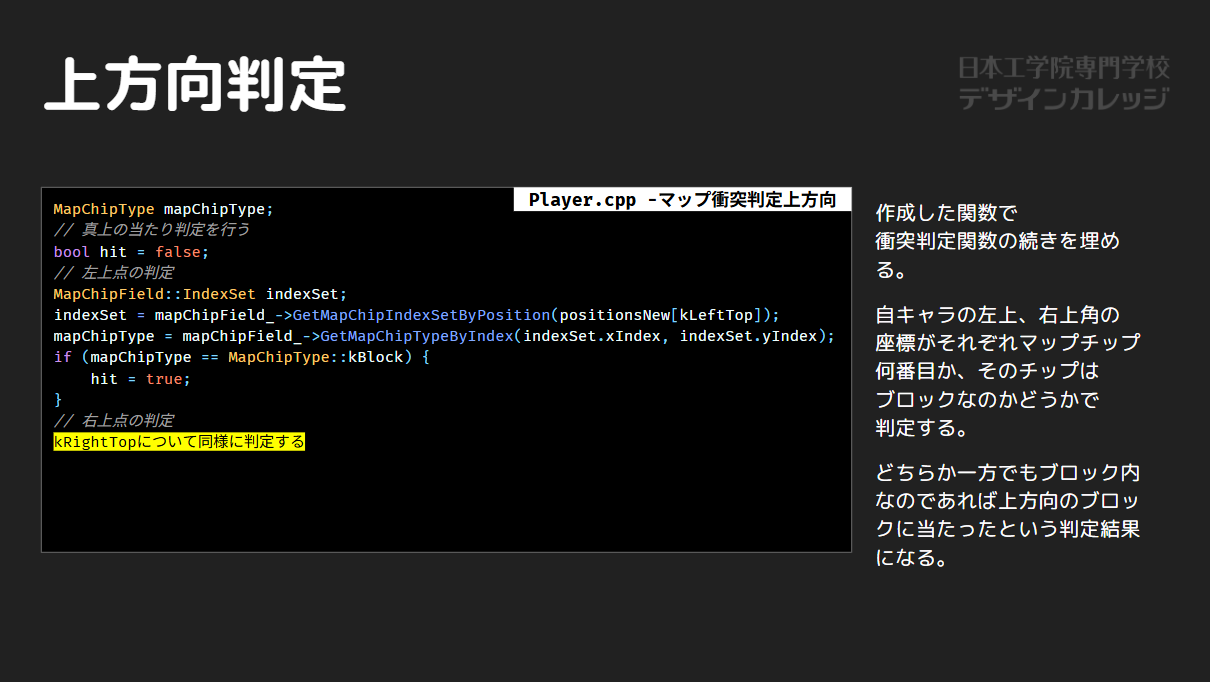 上方向判定
日本工学院専門学校
デザインカレッジ
Player.cpp -マップ衝突判定上方向
MapChipType mapChipType;
// 真上の当たり判定を行う
bool hit = false;
// 左上点の判定
MapChipField::IndexSet indexSet;
indexSet = mapChipField_->GetMapChipIndexSetByPosition(positionsNew[kLeftTop]);
mapChipType = mapChipField_->GetMapChipTypeByIndex(indexSet.xIndex, indexSet.yIndex);
if (mapChipType == MapChipType::kBlock) {
    hit = true;
}
// 右上点の判定
kRightTopについて同様に判定する
作成した関数で
衝突判定関数の続きを埋め
る。
自キャラの左上、右上角の
座標がそれぞれマップチップ
何番目か、そのチップは
ブロックなのかどうかで
判定する。
どちらか一方でもブロック内
なのであれば上方向のブロッ
クに当たったという判定結果
になる。